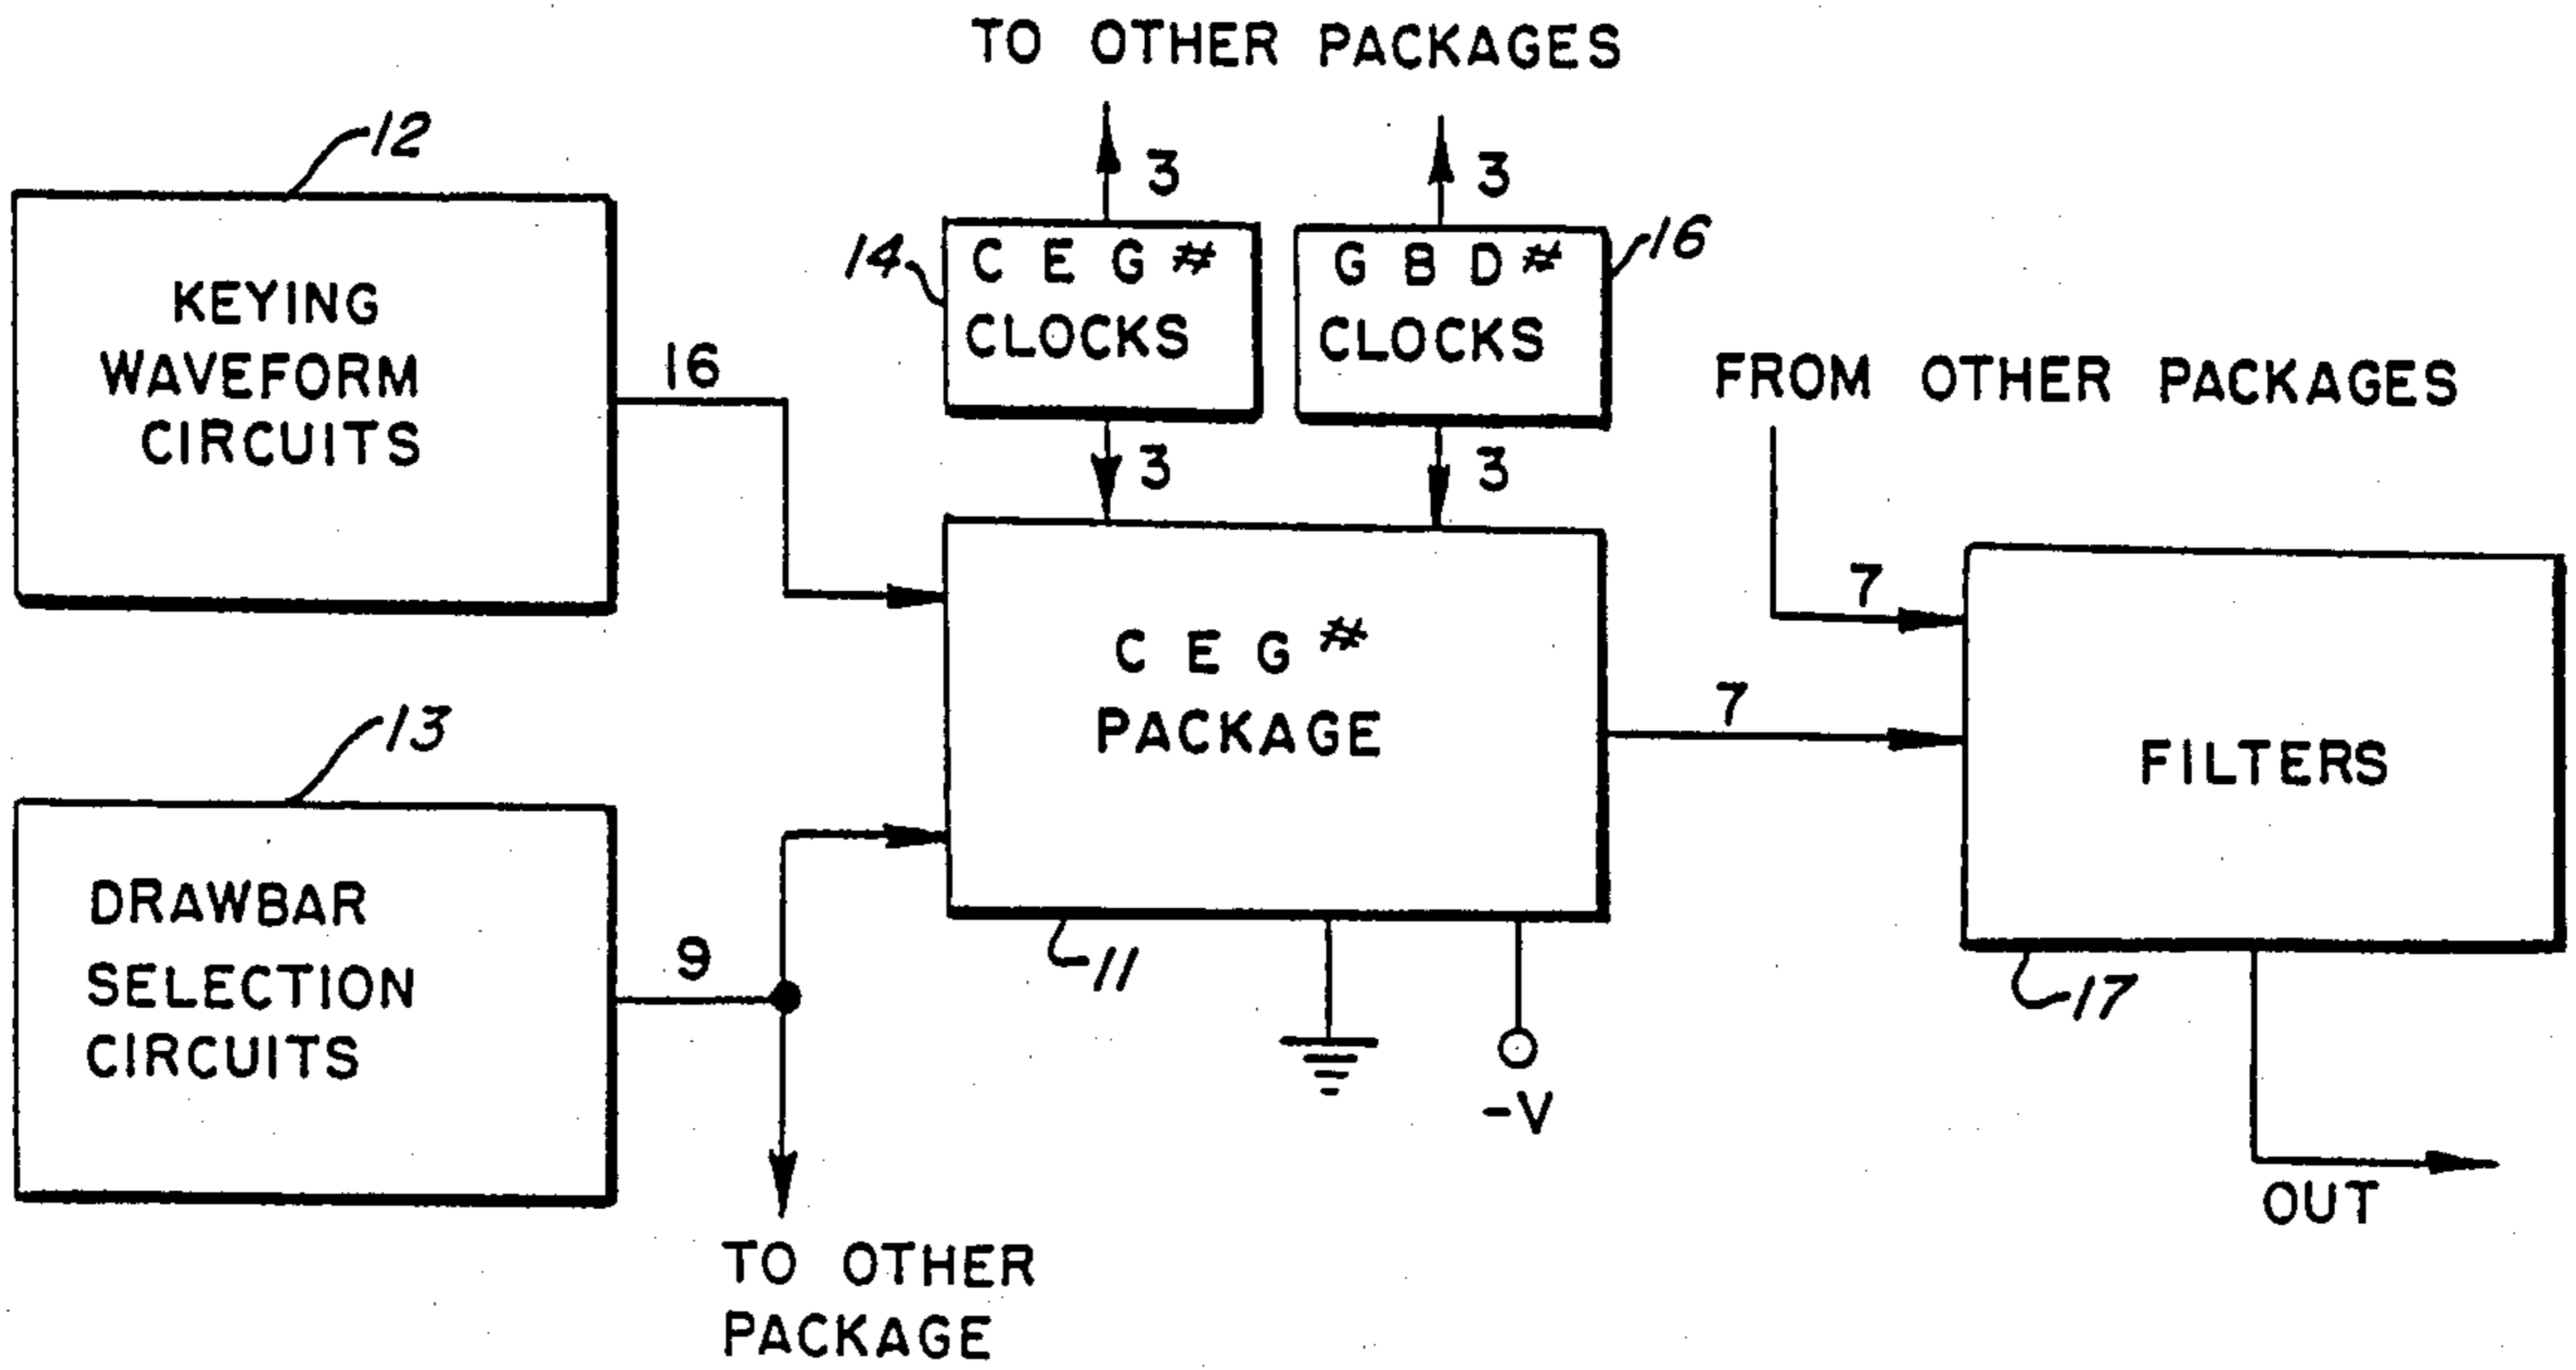 TO OTHER PACKAGES
12
3
3
14
C E G #
CLOCKS
G B D #
CLOCKS
16
KEYING
WAVEFORM
CIRCUITS
16
FROM OTHER PACKAGES
3
3
7
C E G #
PACKAGE
7
FILTERS
13
DRAWBAR
SELECTION
CIRCUITS
9
11
-V
17
OUT
TO OTHER
PACKAGE